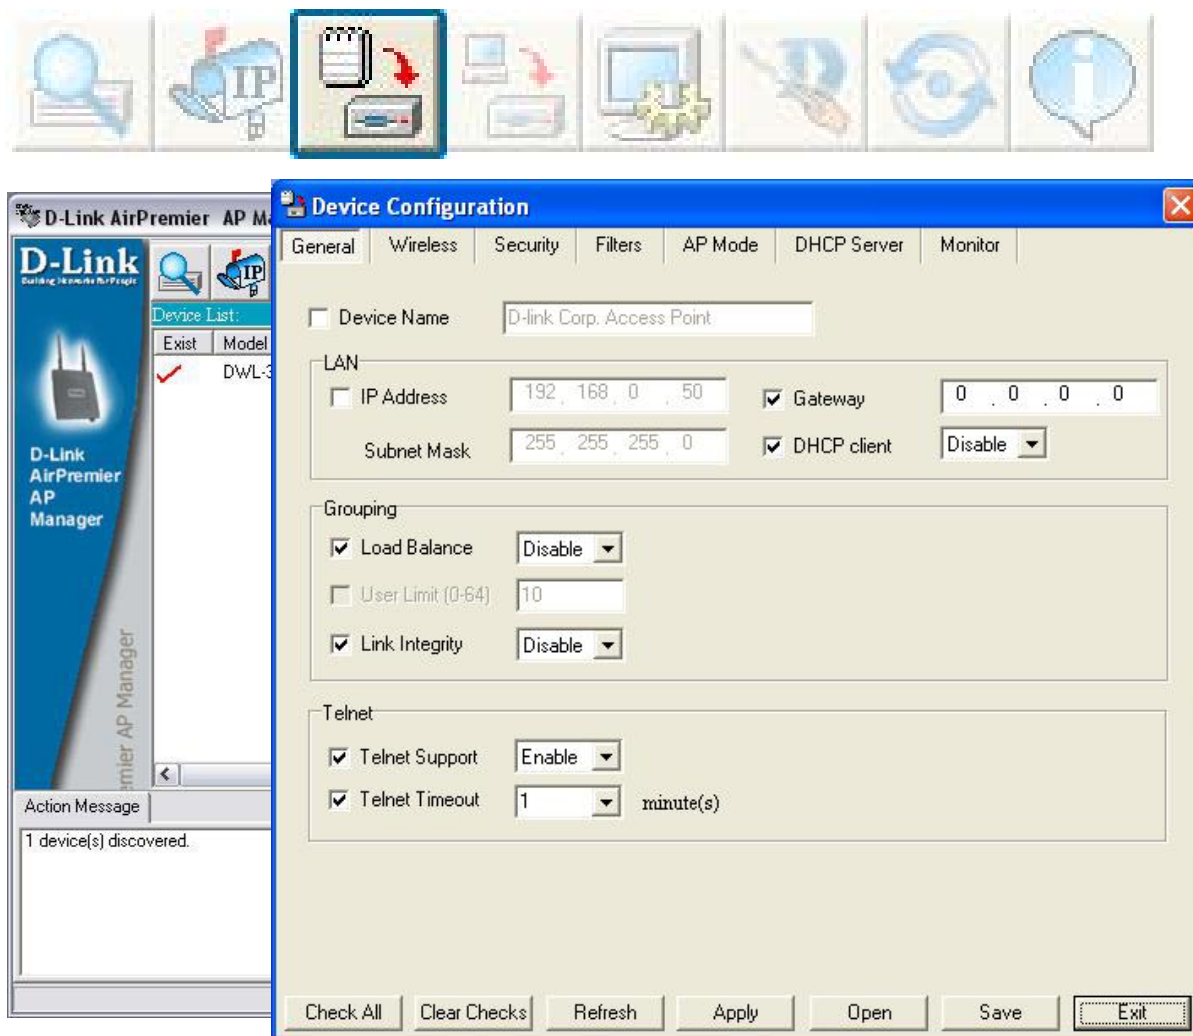 IP
D-Link AirPremier AP Ma
Device Configuration
D-Link
Building Networks for People
IP
Device List:
Exist Model
DWL-3
D-Link
AirPremier
AP
Manager
emier AP Manager
Action Message
1 device(s) discovered.
General Wireless Security Filters AP Mode DHCP Server Monitor
Device Name D-link Corp. Access Point
LAN
IP Address 192 . 168 . 0 . 50 Gateway 0 . 0 . 0 . 0
Subnet Mask 255 . 255 . 255 . 0 DHCP client Disable
Grouping
Load Balance Disable
User Limit (0-64) 10
Link Integrity Disable
Telnet
Telnet Support Enable
Telnet Timeout 1 minute(s)
Check All Clear Checks Refresh Apply Open Save Exit